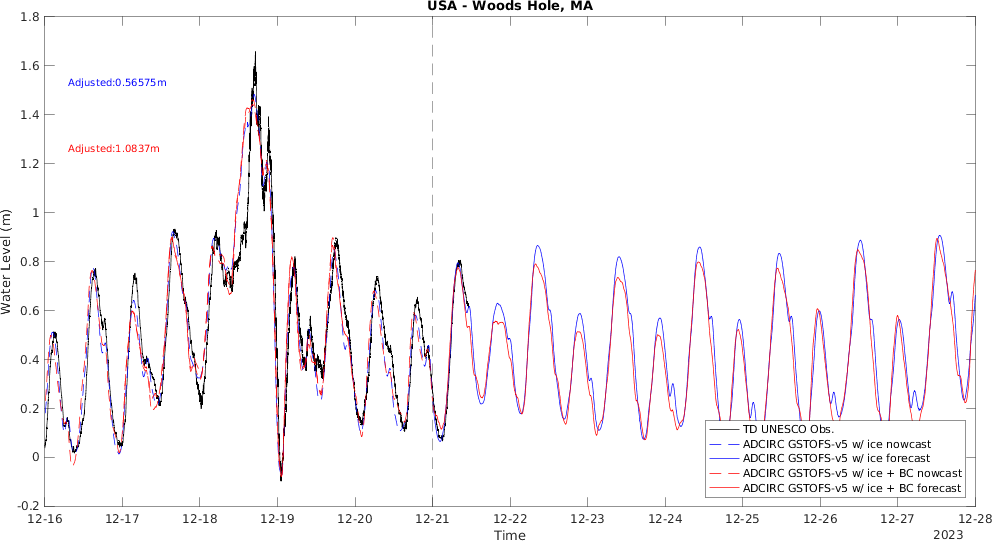 USA - Woods Hole, MA
1.8
1.6
1.4
1.2
1
0.8
0.6
0.4
0.2
0
-0.2
Water Level (m)
Adjusted:0.56575m
Adjusted:1.0837m
TD UNESCO Obs.
ADCIRC GSTOFS-v5 w/ ice nowcast
ADCIRC GSTOFS-v5 w/ ice forecast
ADCIRC GSTOFS-v5 w/ ice + BC nowcast
ADCIRC GSTOFS-v5 w/ ice + BC forecast
12-16 12-17 12-18 12-19 12-20 12-21 12-22 12-23 12-24 12-25 12-26 12-27 12-28
Time
2023